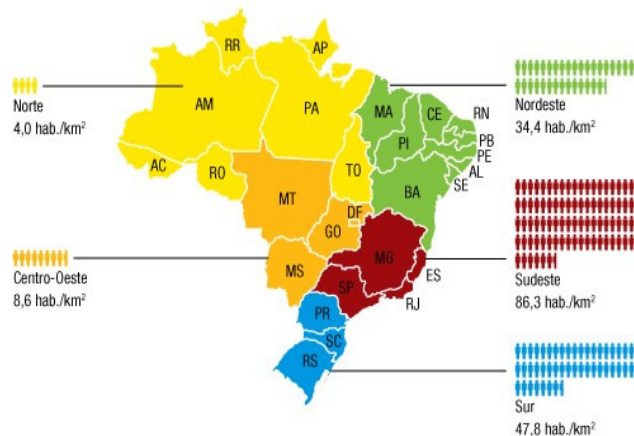 RR
AP
Norte
4,0 hab./km²
AM
PA
MA
CE
RN
Nordeste
34,4 hab./km²
PI
PB
PE
AL
SE
AC
RO
TO
BA
MT
DF
GO
Centro-Oeste
8,6 hab./km²
MS
MG
ES
SP
RJ
Sudeste
86,3 hab./km²
PR
SC
RS
Sur
47,8 hab./km²